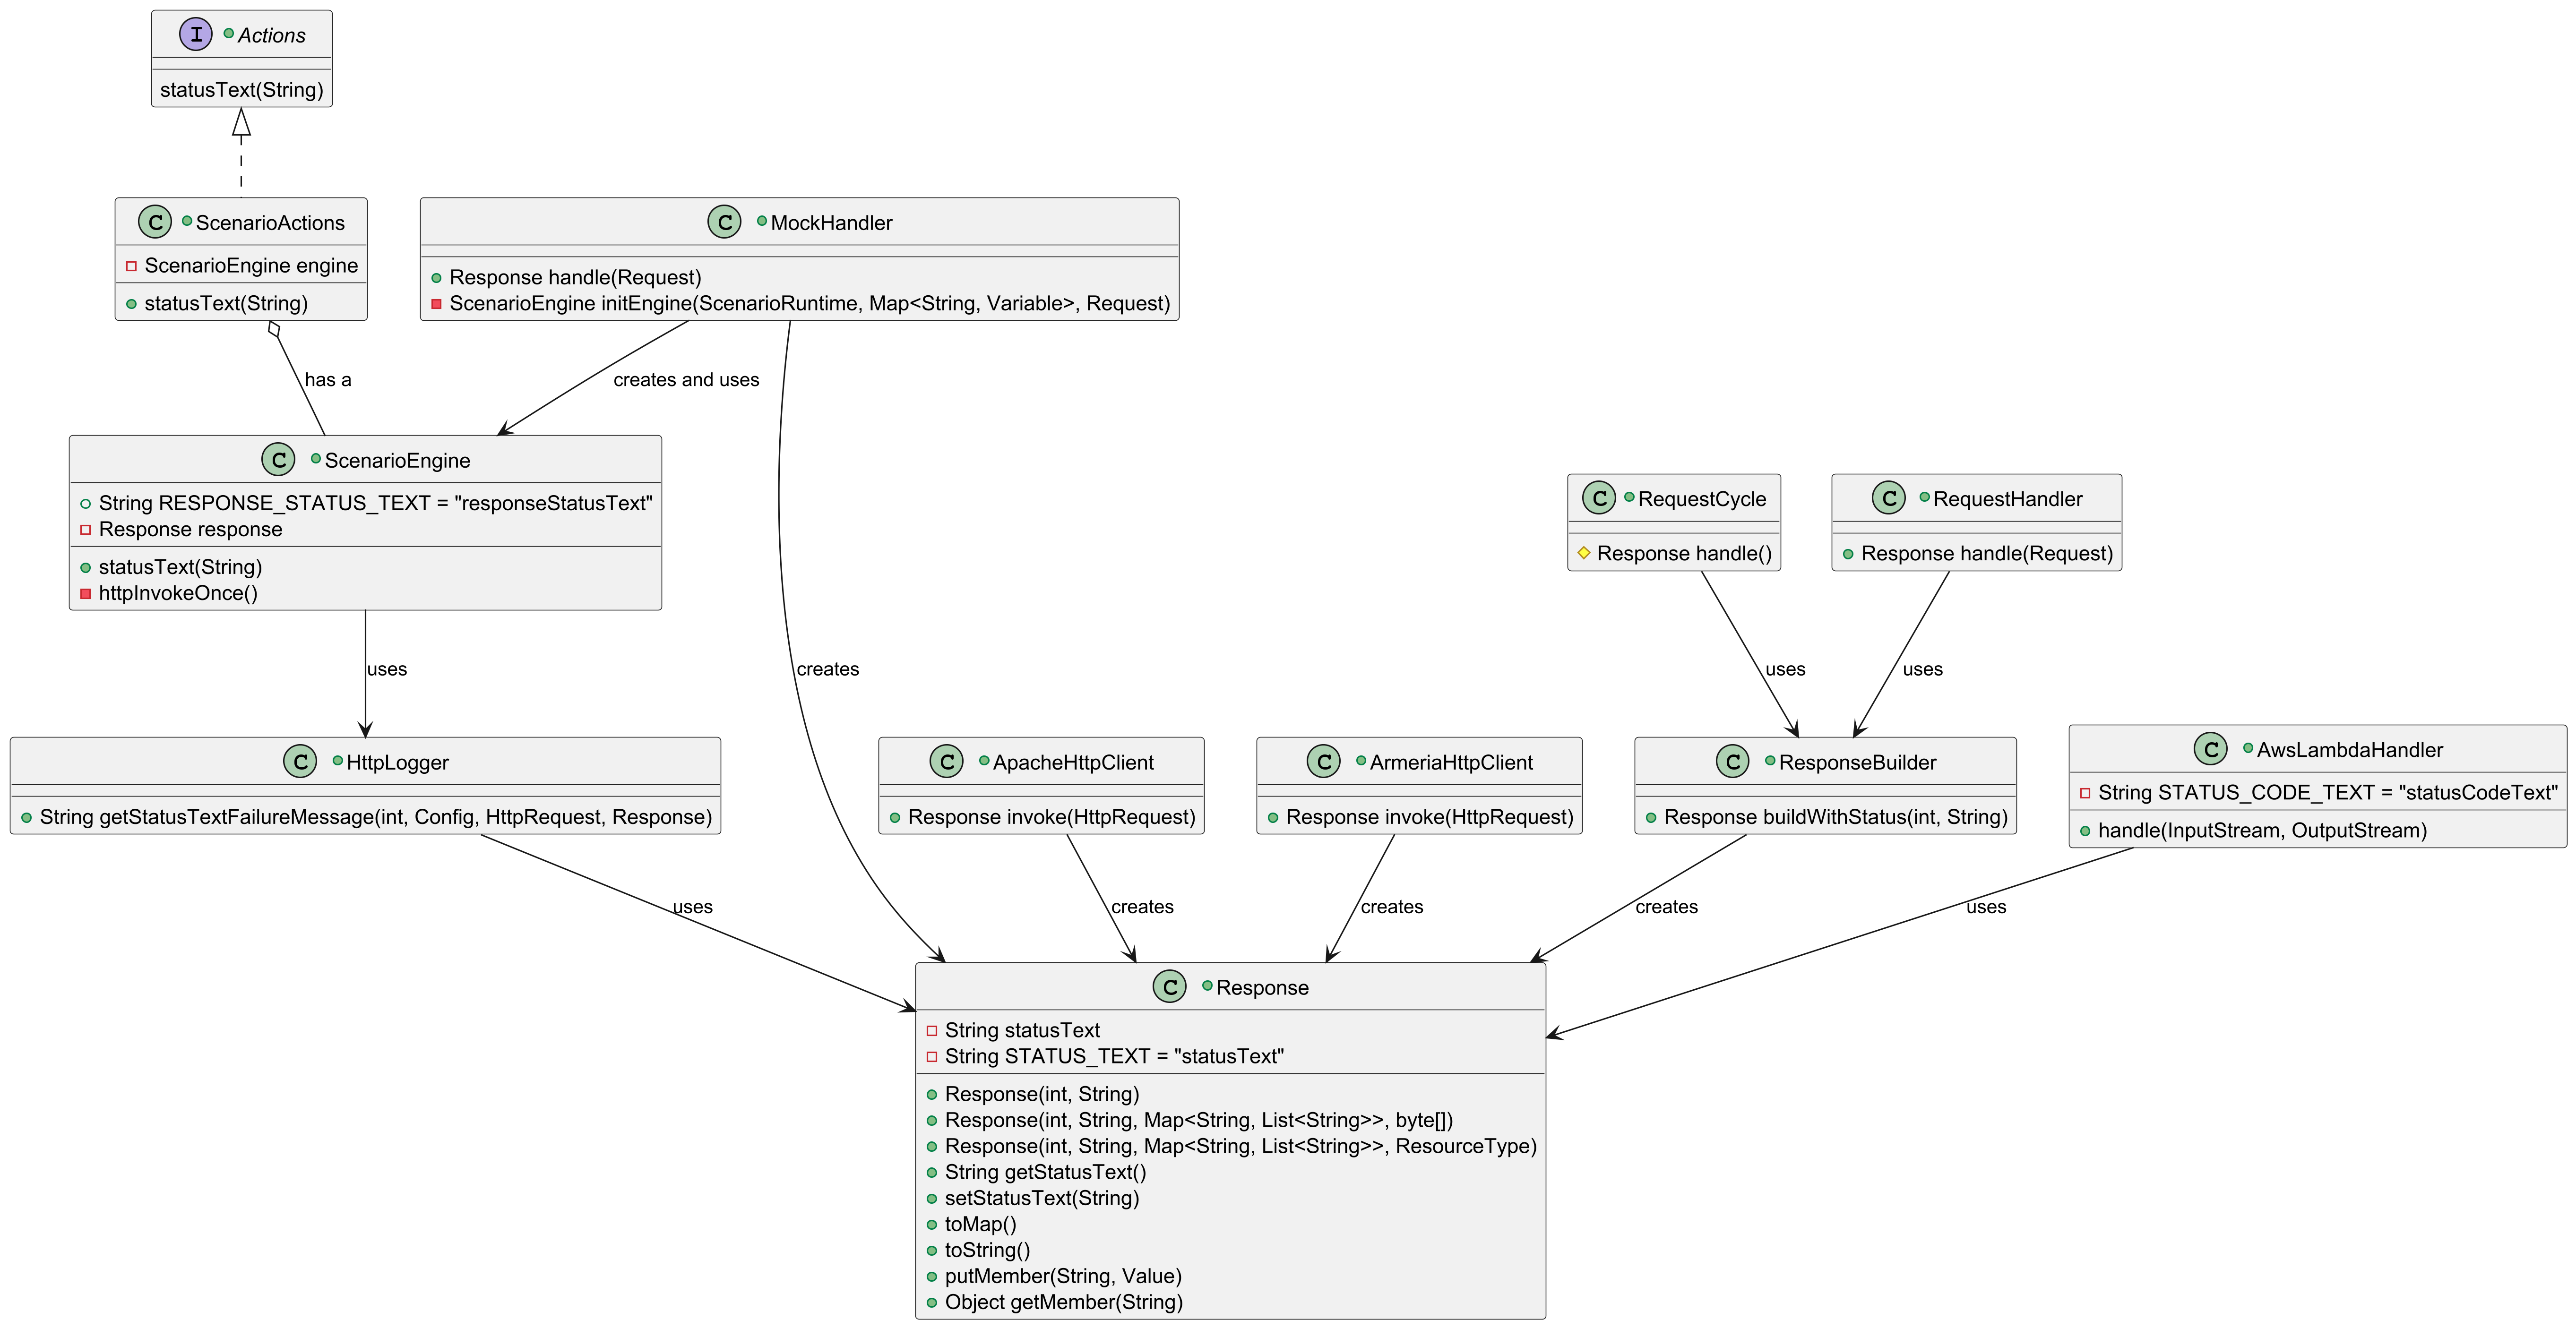 I Actions
statusText(String)
C ScenarioActions
ScenarioEngine engine
statusText(String)
C MockHandler
Response handle(Request)
ScenarioEngine initEngine(ScenarioRuntime, Map<String, Variable>, Request)
has a
creates and uses
C ScenarioEngine
String RESPONSE_STATUS_TEXT = "responseStatusText"
Response response
statusText(String)
httpInvokeOnce()
C RequestCycle
Response handle()
C RequestHandler
Response handle(Request)
uses
creates
uses
uses
C HttpLogger
String getStatusTextFailureMessage(int, Config, HttpRequest, Response)
C ApacheHttpClient
Response invoke(HttpRequest)
C ArmeriaHttpClient
Response invoke(HttpRequest)
C ResponseBuilder
Response buildWithStatus(int, String)
C AwsLambdaHandler
String STATUS_CODE_TEXT = "statusCodeText"
handle(InputStream, OutputStream)
uses
creates
creates
creates
uses
C Response
String statusText
String STATUS_TEXT = "statusText"
Response(int, String)
Response(int, String, Map<String, List<String>>, byte[])
Response(int, String, Map<String, List<String>>, ResourceType)
String getStatusText()
setStatusText(String)
toMap()
toString()
putMember(String, Value)
Object getMember(String)